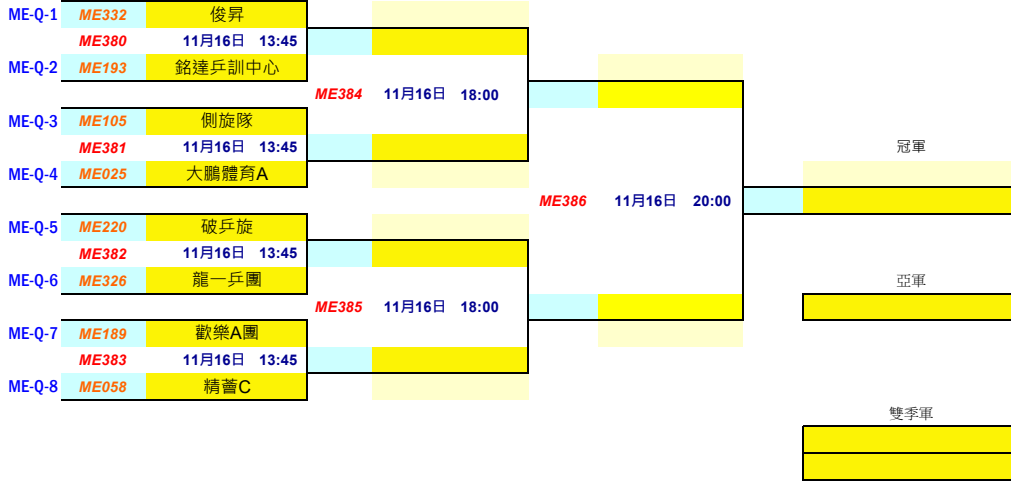 ME-Q-1 ME332 俊昇
ME380 11月16日 13:45
ME-Q-2 ME193 銘達乒訓中心
ME384 11月16日 18:00
ME-Q-3 ME105 側旋隊
ME381 11月16日 13:45
冠軍
ME-Q-4 ME025 大鵬體育A
ME386 11月16日 20:00
ME-Q-5 ME220 破乒旋
ME382 11月16日 13:45
ME-Q-6 ME326 龍一乒團
亞軍
ME385 11月16日 18:00
ME-Q-7 ME189 歡樂A團
ME383 11月16日 13:45
ME-Q-8 ME058 精薈C
雙季軍